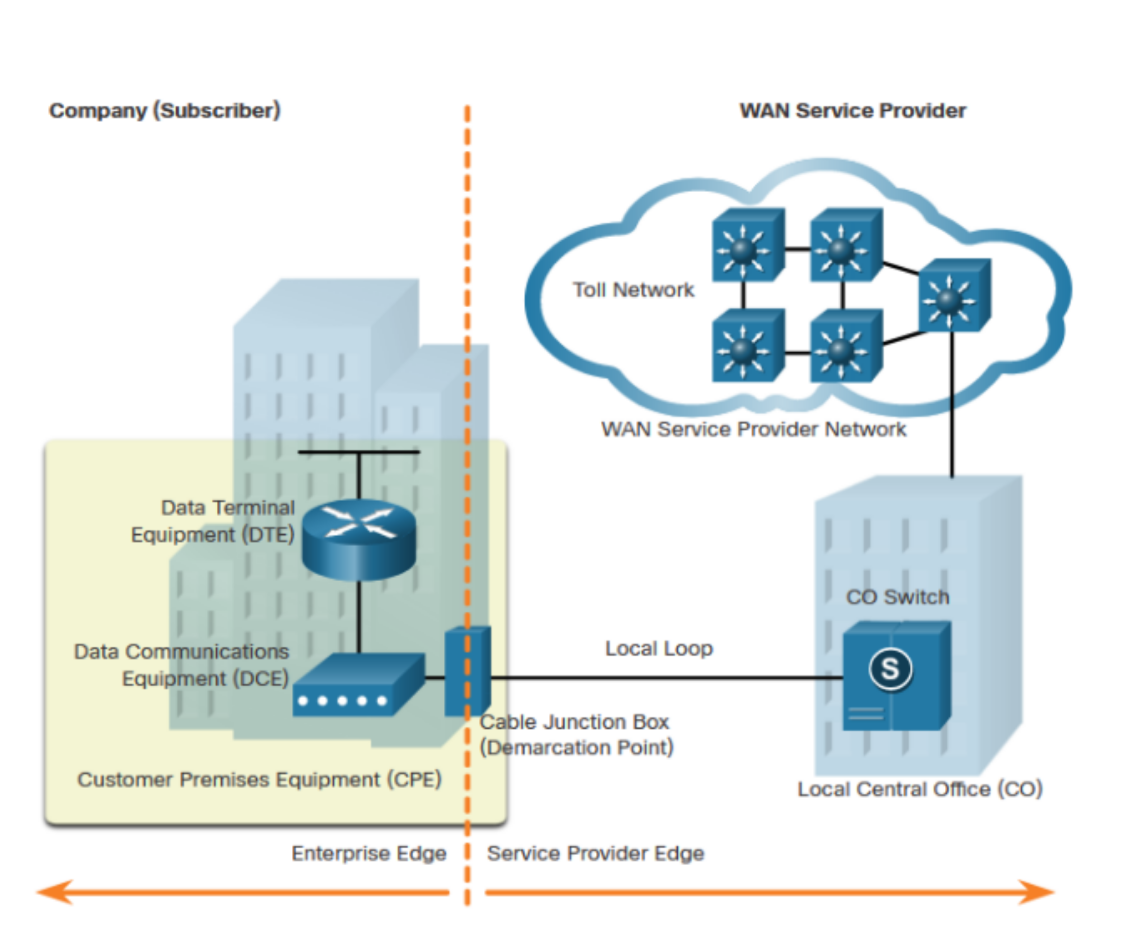 Company (Subscriber)
WAN Service Provider
Toll Network
WAN Service Provider Network
Data Terminal
Equipment (DTE)
CO Switch
S
Data Communications
Equipment (DCE)
Local Loop
Cable Junction Box
(Demarcation Point)
Customer Premises Equipment (CPE)
Local Central Office (CO)
Enterprise Edge
Service Provider Edge